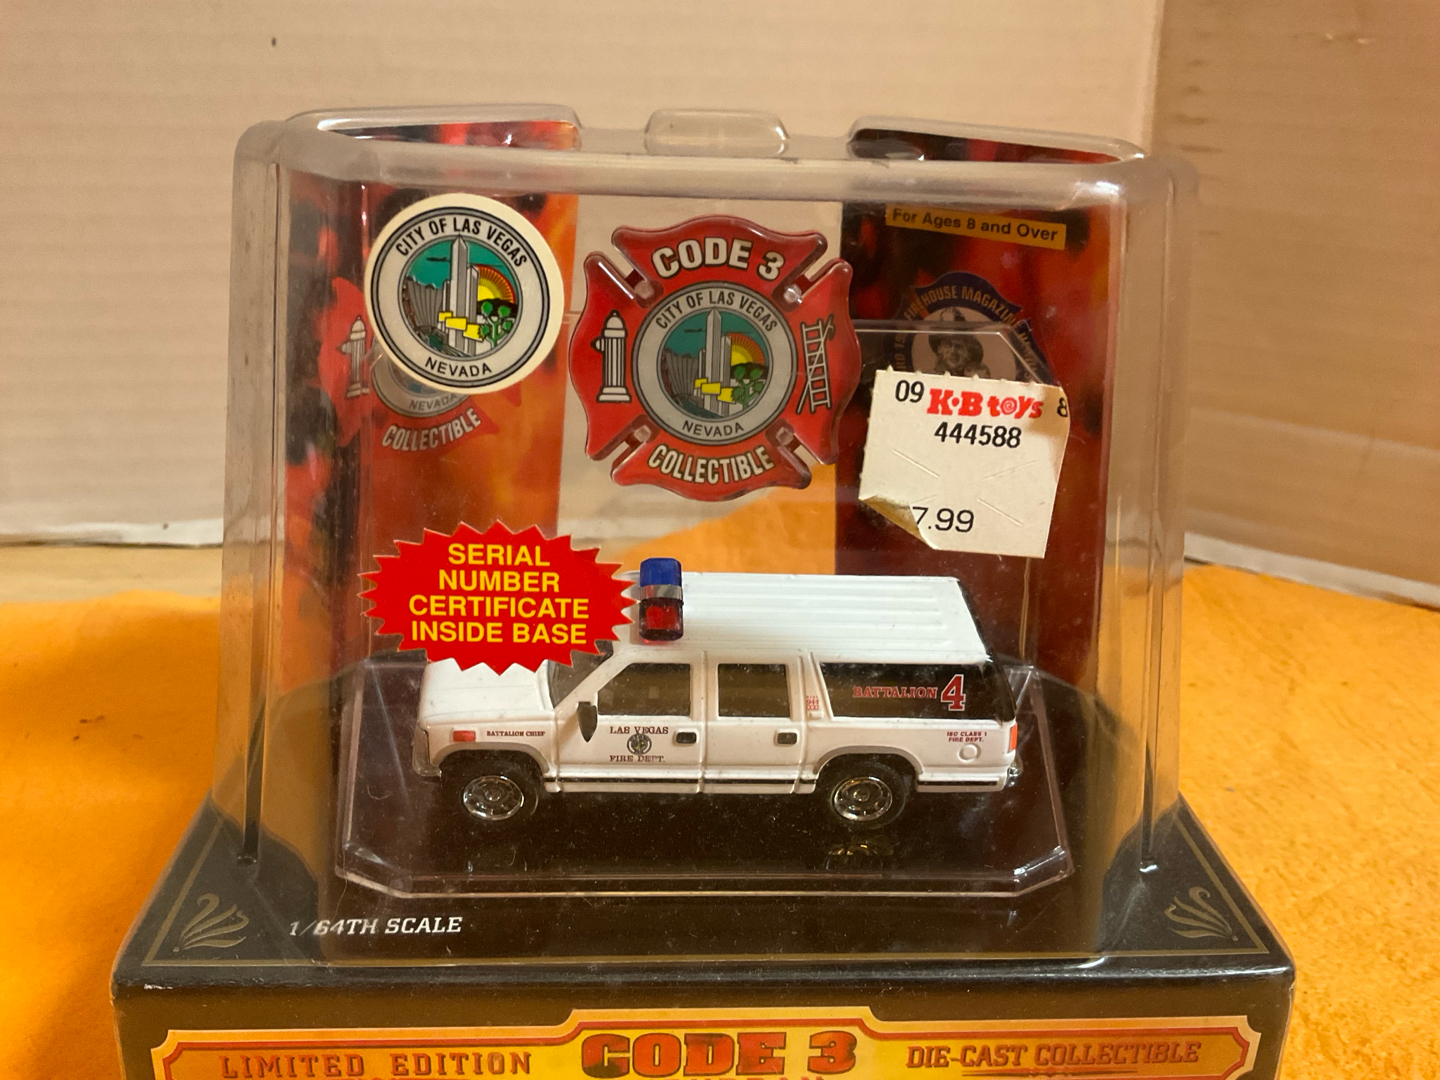 CITY OF LAS VEGAS
NEVADA
CODE 3
CITY OF LAS VEGAS
NEVADA
COLLECTIBLE
NEVADA
COLLECTIBLE
For Ages 8 and Over
FIREHOUSE MAGAZINE
09 K·B toys 8
444588
7.99
SERIAL
NUMBER
CERTIFICATE
INSIDE BASE
BATTALION 4
BATTALION CHIEF
LAS VEGAS
FIRE DEPT.
ISO CLASS 1
FIRE DEPT.
1/64TH SCALE
LIMITED EDITION
CODE 3
DIE-CAST COLLECTIBLE